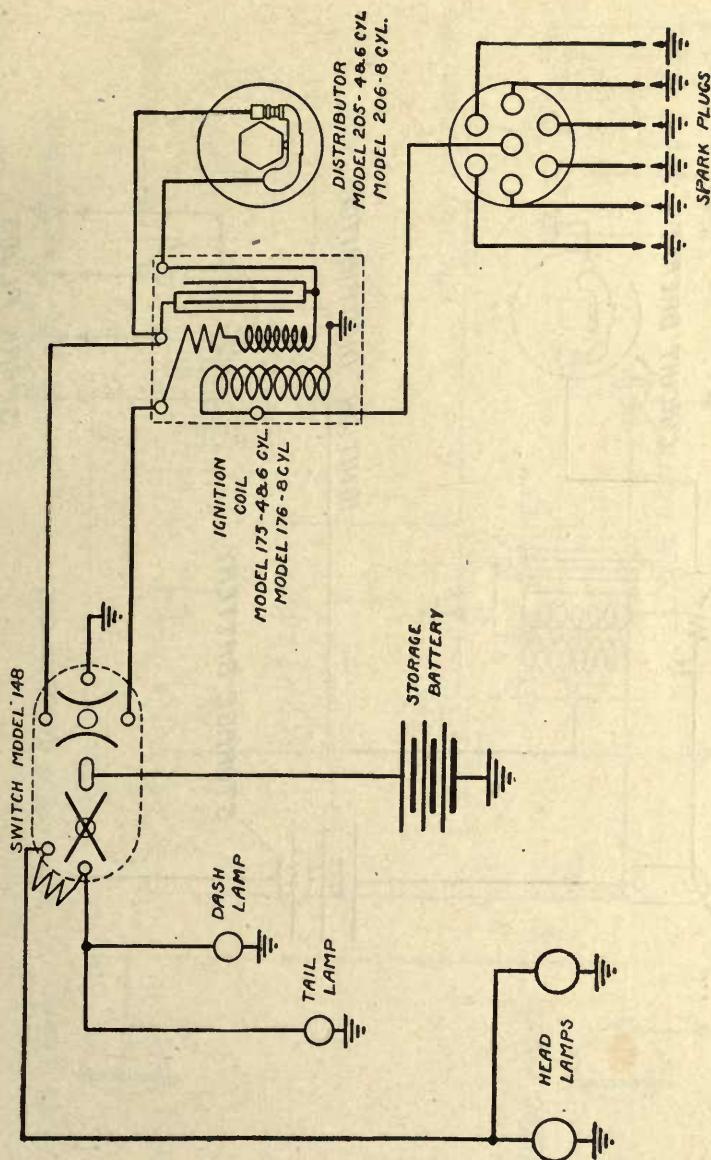 SWITCH MODEL 148
DISTRIBUTOR
MODEL 205-4&6 CYL
MODEL 206-8 CYL.
IGNITION
COIL
MODEL 175-4&6 CYL.
MODEL 176-8 CYL
SPARK PLUGS
STORAGE
BATTERY
DASH
LAMP
TAIL
LAMP
HEAD
LAMPS